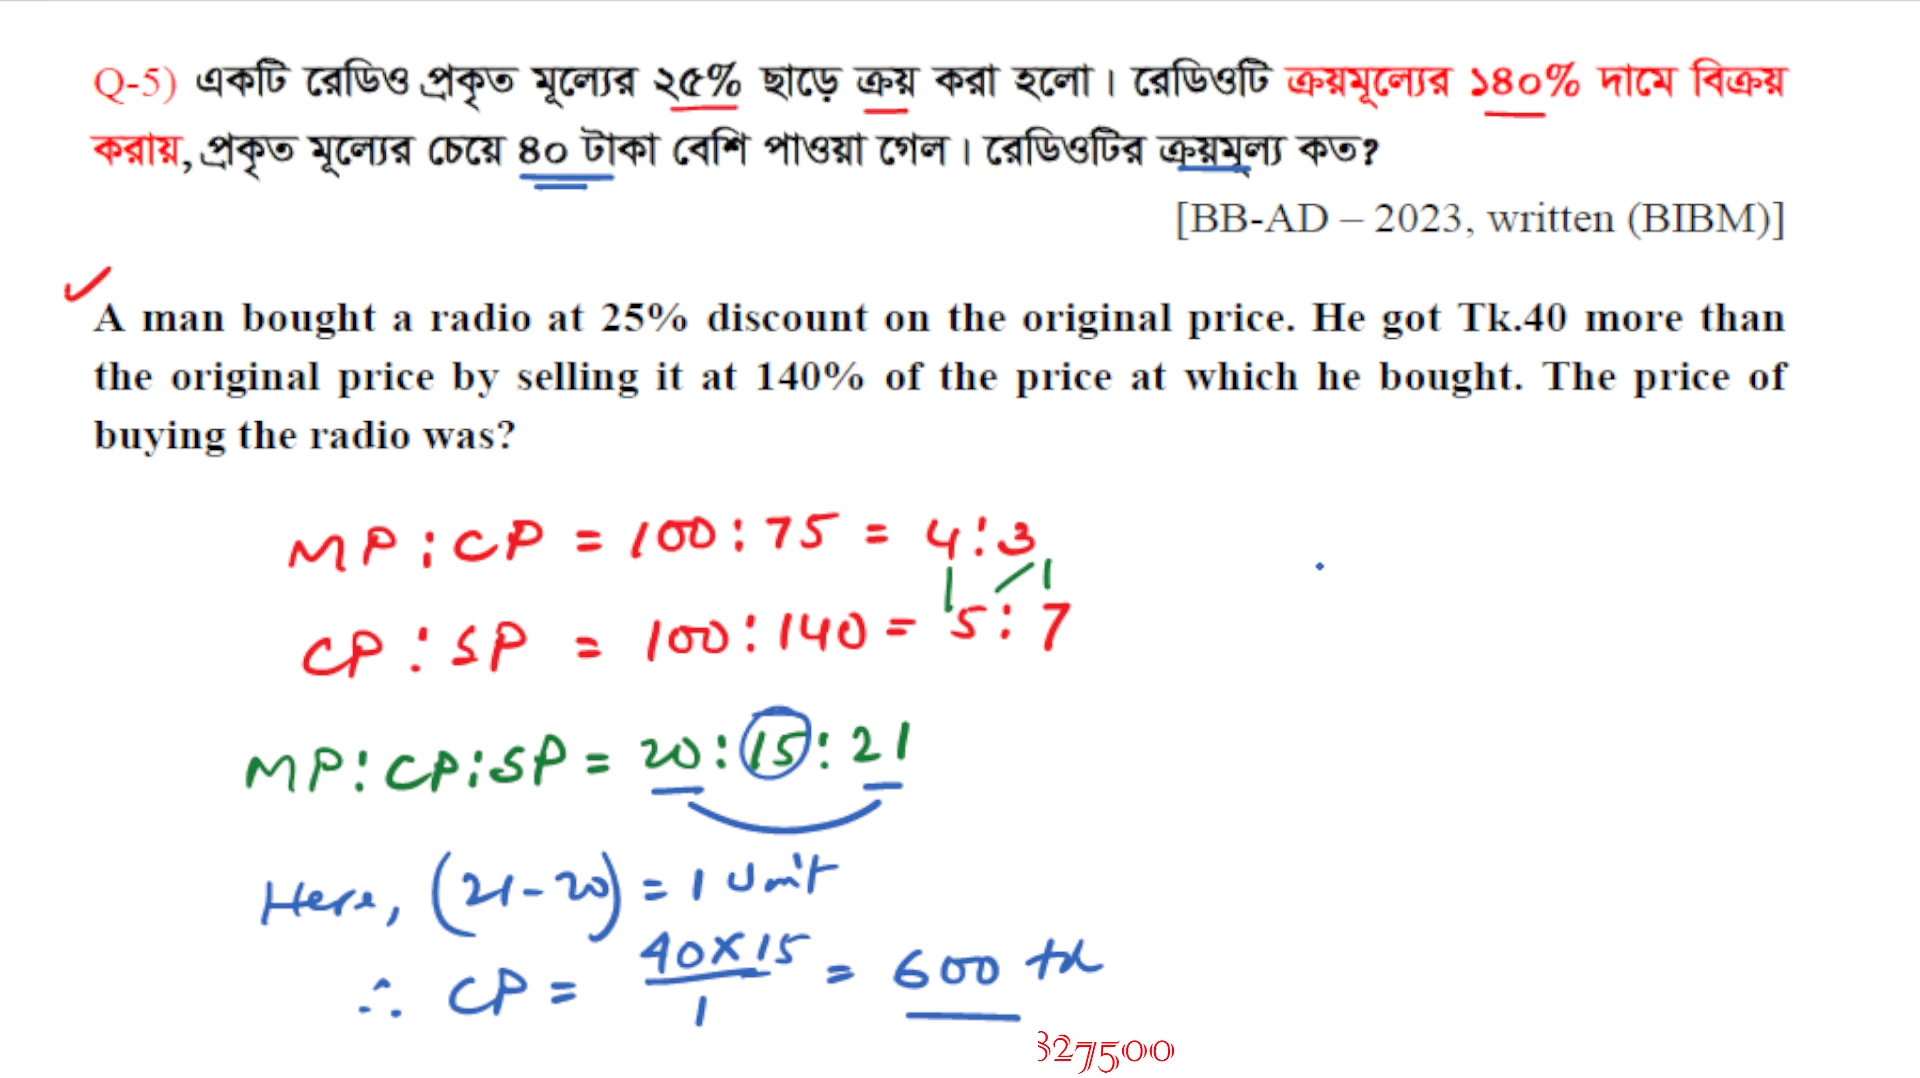 Q-5) একটি রেডিও প্রকৃত মূল্যের ২৫% ছাড়ে ক্রয় করা হলো। রেডিওটি ক্রয়মূল্যের ১৪০% দামে বিক্রয়
করায়, প্রকৃত মূল্যের চেয়ে ৪০ টাকা বেশি পাওয়া গেল। রেডিওটির ক্রয়মূল্য কত?
[BB-AD – 2023, written (BIBM)]
A man bought a radio at 25% discount on the original price. He got Tk.40 more than
the original price by selling it at 140% of the price at which he bought. The price of
buying the radio was?
MP : CP = 100 : 75 = 4 : 3
CP : SP = 100 : 140 = 5 : 7
MP : CP : SP = 20 : 15 : 21
Here, (21 - 20) = 1 Unit
∴ CP = 40 × 15 / 1 = 600 tk
27500